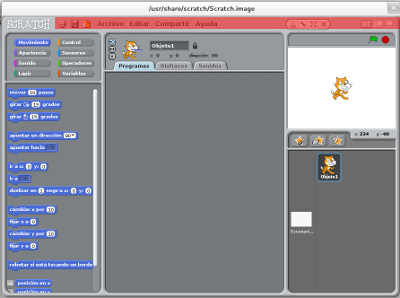 /usr/share/scratch/Scratch.image
SCRATCH Archivo Editar Compartir Ayuda
Movimiento Control
Apariencia Sensores
Sonido Operadores
Lápiz Variables
Objeto1
x: 0 y: 0 dirección: 90
Programas Disfraces Sonidos
mover 10 pasos
girar 15 grados
girar 15 grados
apuntar en dirección 90
apuntar hacia
ir a x: 0 y: 0
ir a
deslizar en 1 segs a x: 0 y: 0
cambiar x por 10
fijar x a 0
cambiar y por 10
fijar y a 0
rebotar si está tocando un borde
posición en x
posición en y
x: 234 y: -48
Objeto1
Escenari...